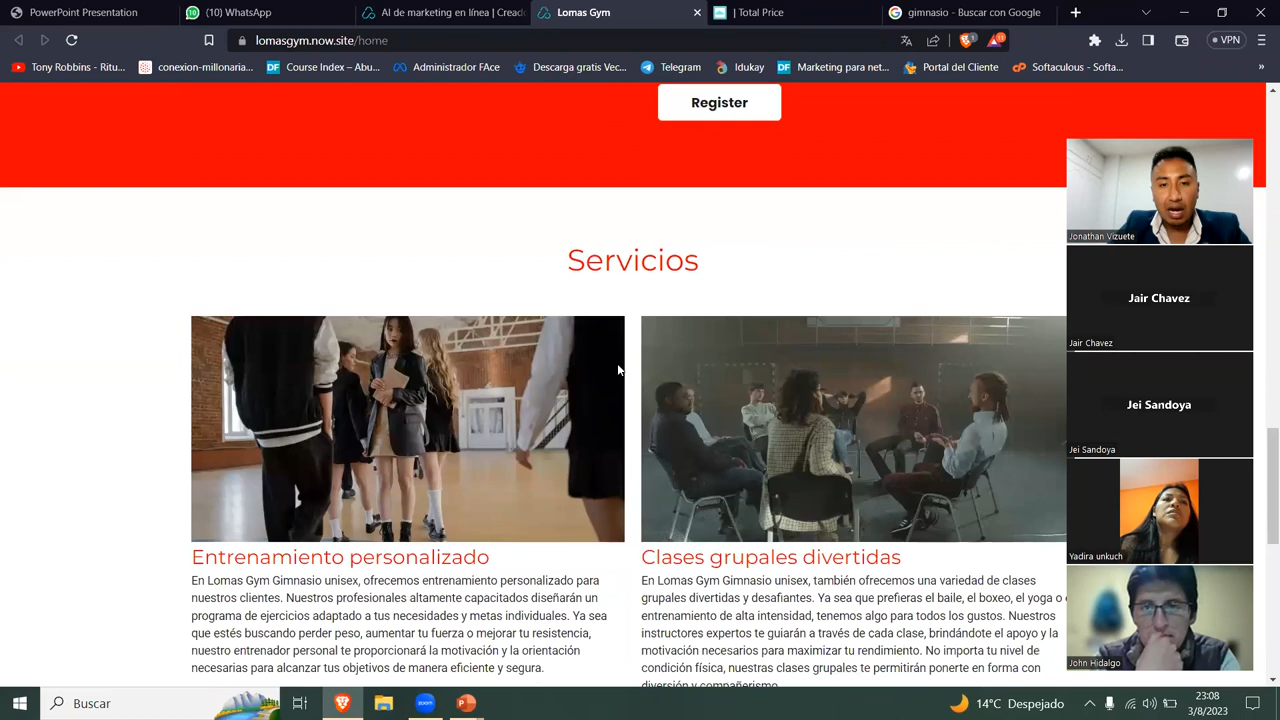 PowerPoint Presentation
(10) WhatsApp
AI de marketing en línea | Creado
Lomas Gym
| Total Price
gimnasio - Buscar con Google
lomasgym.now.site/home
1
11
VPN
Tony Robbins - Ritu...
conexion-millonaria...
DF Course Index – Abu...
Administrador FAce
Descarga gratis Vec...
Telegram
Idukay
DF Marketing para net...
Portal del Cliente
Softaculous - Softa...
»
Register
Servicios
Entrenamiento personalizado
En Lomas Gym Gimnasio unisex, ofrecemos entrenamiento personalizado para
nuestros clientes. Nuestros profesionales altamente capacitados diseñarán un
programa de ejercicios adaptado a tus necesidades y metas individuales. Ya sea
que estés buscando perder peso, aumentar tu fuerza o mejorar tu resistencia,
nuestro entrenador personal te proporcionará la motivación y la orientación
necesarias para alcanzar tus objetivos de manera eficiente y segura.
Clases grupales divertidas
En Lomas Gym Gimnasio unisex, también ofrecemos una variedad de clases
grupales divertidas y desafiantes. Ya sea que prefieras el baile, el boxeo, el yoga o
entrenamiento de alta intensidad, tenemos algo para todos los gustos. Nuestros
instructores expertos te guiarán a través de cada clase, brindándote el apoyo y la
motivación necesarios para maximizar tu rendimiento. No importa tu nivel de
condición física, nuestras clases grupales te permitirán ponerte en forma con
diversión y compañerismo.
Jonathan Vizuete
Jair Chavez
Jair Chavez
Jei Sandoya
Jei Sandoya
Yadira unkuch
John Hidalgo
Buscar
zoom
14°C Despejado
23:08
3/8/2023